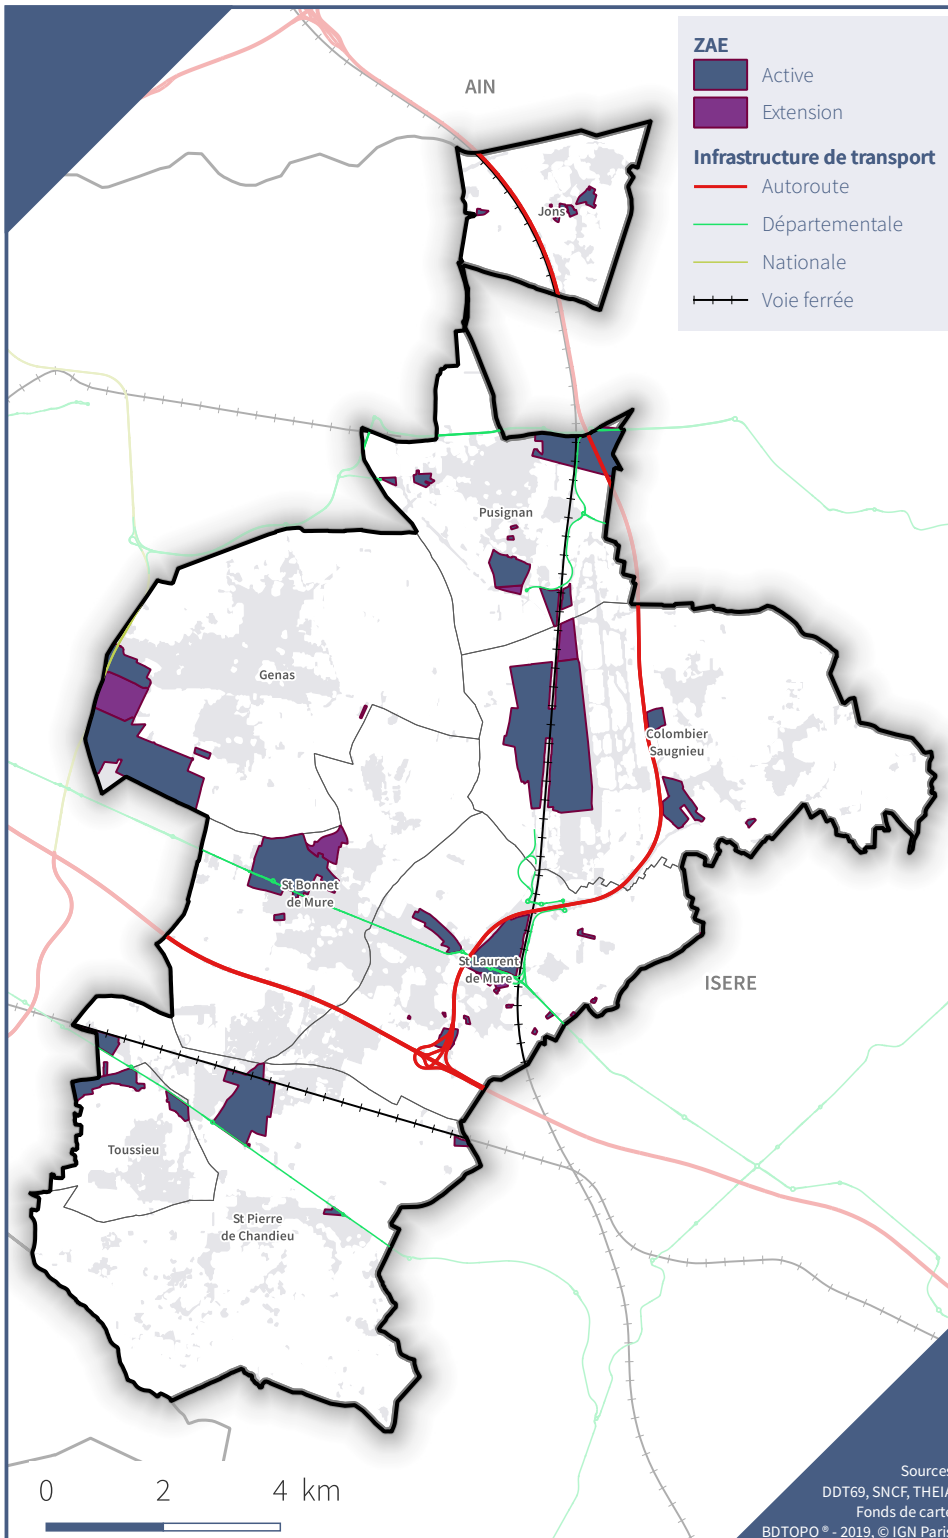 ZAE
Active
Extension
Infrastructure de transport
Autoroute
Départementale
Nationale
Voie ferrée
AIN
Jons
Pusignan
Genas
Colombier
Saugnieu
St Bonnet
de Mure
St Laurent
de Mure
ISERE
Toussieu
St Pierre
de Chandieu
0 2 4 km
Sources
DDT69, SNCF, THEIA
Fonds de carte
BDTOPO ® - 2019, © IGN Pari